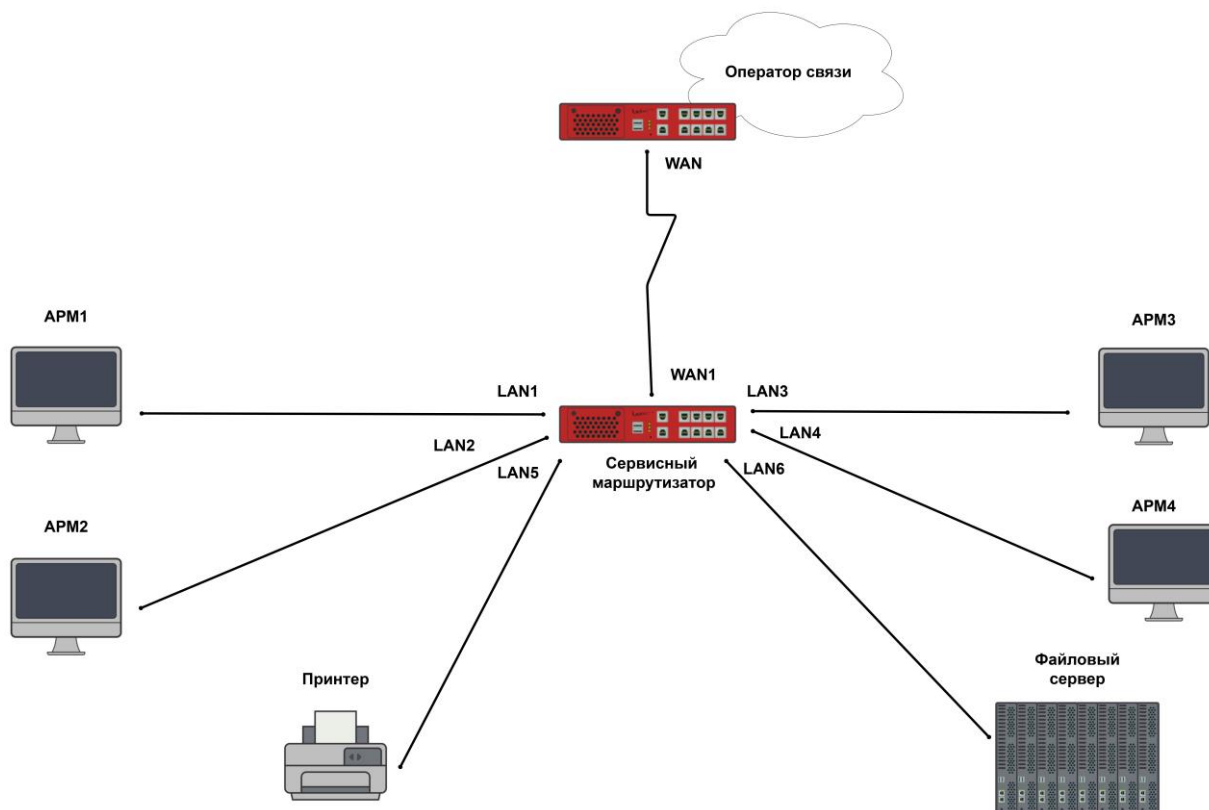 Оператор связи
WAN
АРМ1
АРМ3
WAN1
LAN1
LAN3
LAN2
LAN4
LAN5
Сервисный
маршрутизатор
LAN6
АРМ2
АРМ4
Файловый
сервер
Принтер